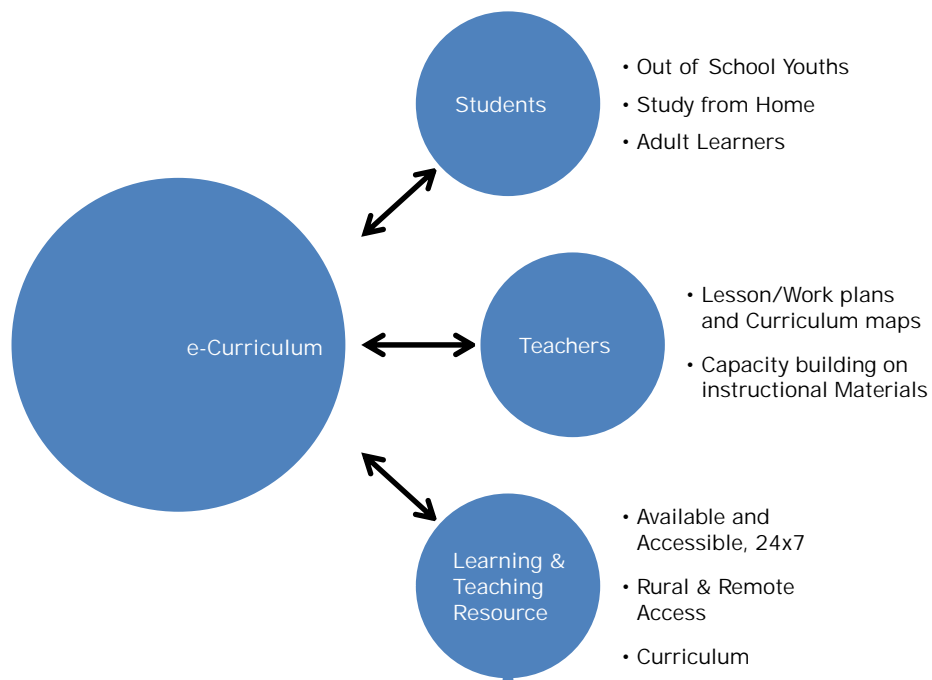 Students
• Out of School Youths
• Study from Home
• Adult Learners
e-Curriculum
Teachers
• Lesson/Work plans
and Curriculum maps
• Capacity building on
instructional Materials
Learning &
Teaching
Resource
• Available and
Accessible, 24x7
• Rural & Remote
Access
• Curriculum